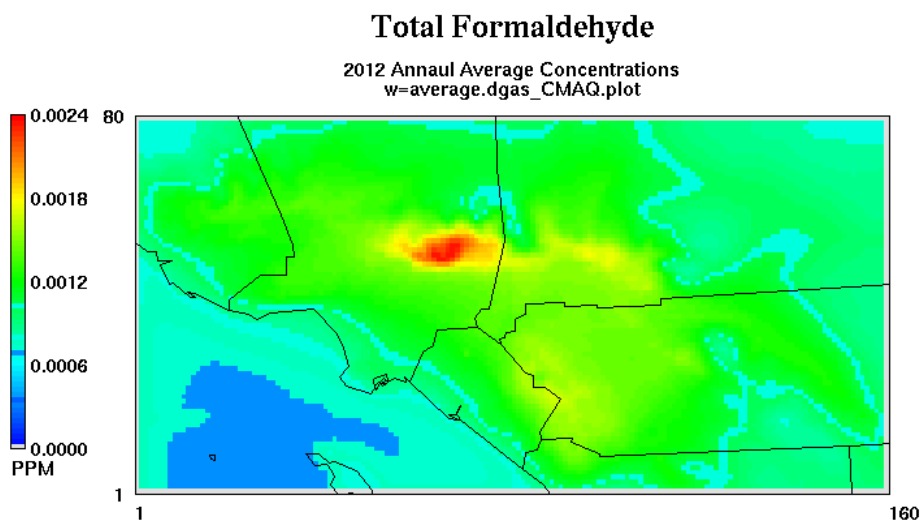 Total Formaldehyde
2012 Annaul Average Concentrations
w=average.dgas_CMAQ.plot
0.0024
0.0018
0.0012
0.0006
0.0000
PPM
80
1
1
160